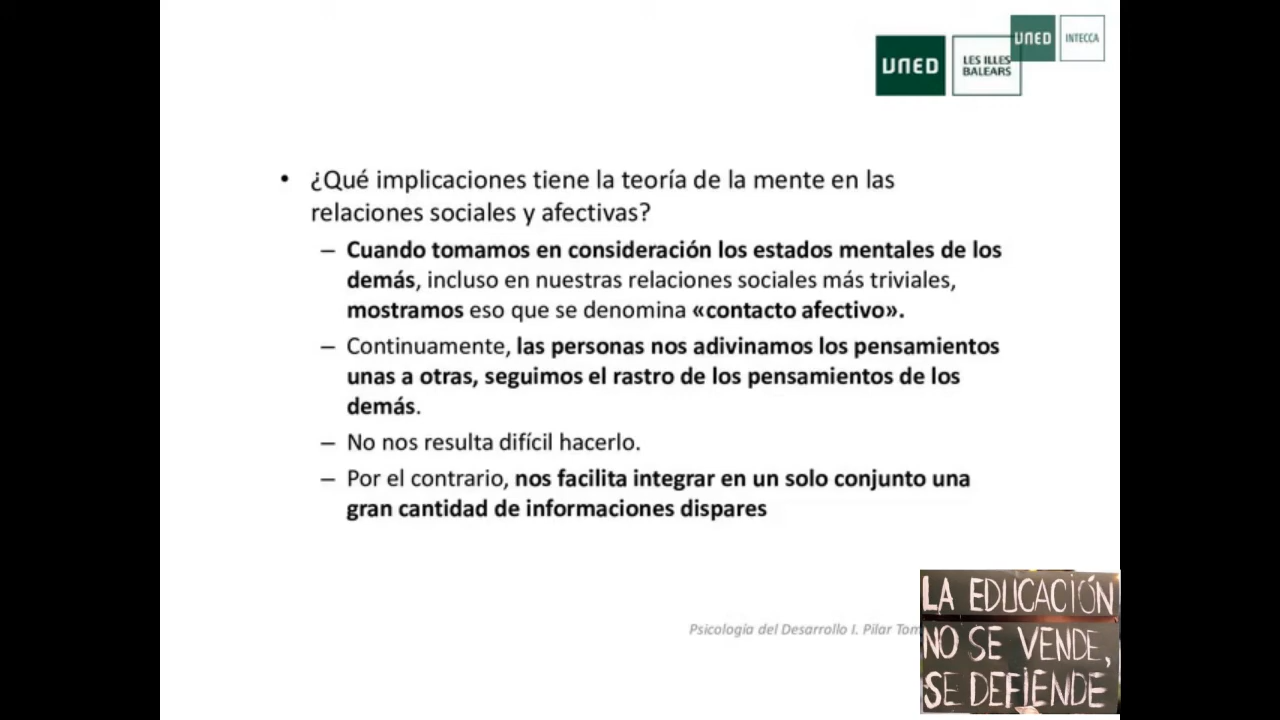 UNED
INTECCA
UNED
LES ILLES
BALEARS
• ¿Qué implicaciones tiene la teoría de la mente en las
relaciones sociales y afectivas?
– Cuando tomamos en consideración los estados mentales de los
demás, incluso en nuestras relaciones sociales más triviales,
mostramos eso que se denomina «contacto afectivo».
– Continuamente, las personas nos adivinamos los pensamientos
unas a otras, seguimos el rastro de los pensamientos de los
demás.
– No nos resulta difícil hacerlo.
– Por el contrario, nos facilita integrar en un solo conjunto una
gran cantidad de informaciones dispares
Psicología del Desarrollo I. Pilar
LA EDUCACIÓN
NO SE VENDE,
SE DEFIENDE